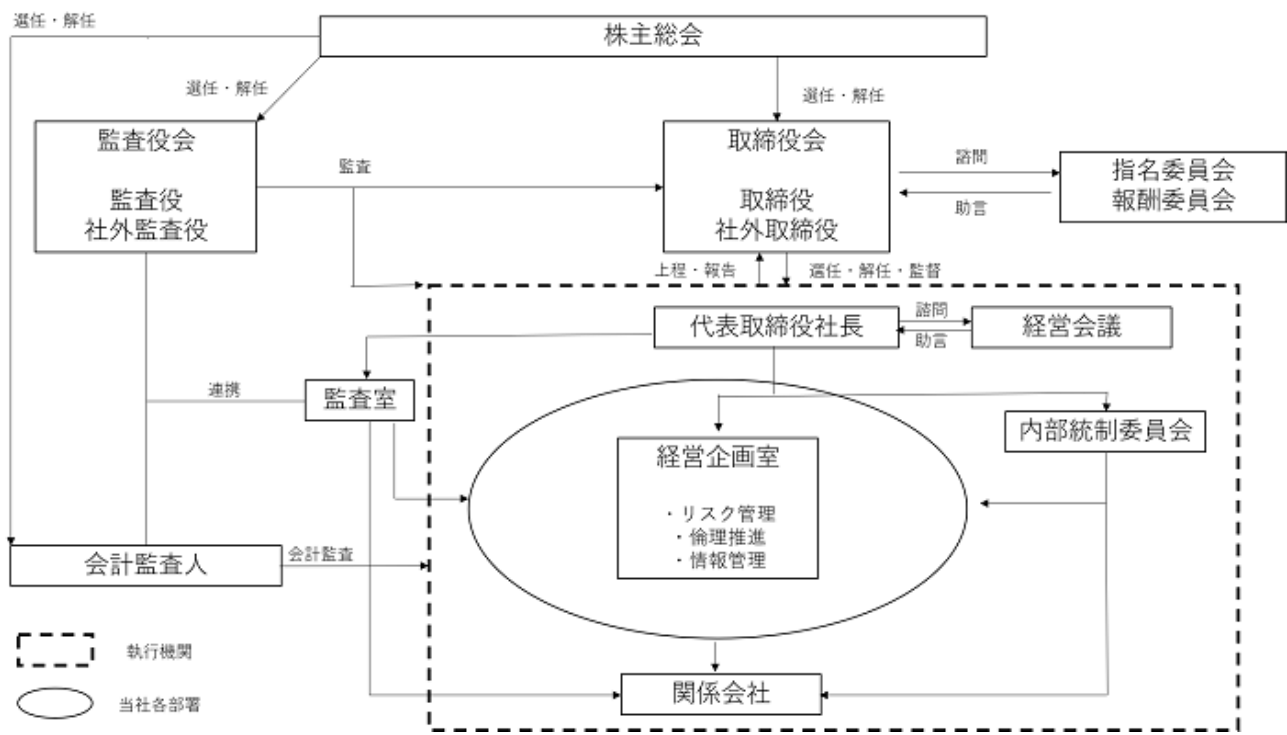 選任・解任
株主総会
選任・解任
選任・解任
監査役会
監査役
社外監査役
監査
取締役会
取締役
社外取締役
諮問
助言
指名委員会
報酬委員会
上程・報告
選任・解任・監督
代表取締役社長
諮問
助言
経営会議
連携
監査室
内部統制委員会
経営企画室
・リスク管理
・倫理推進
・情報管理
会計監査人
会計監査
関係会社
執行機関
当社各部署